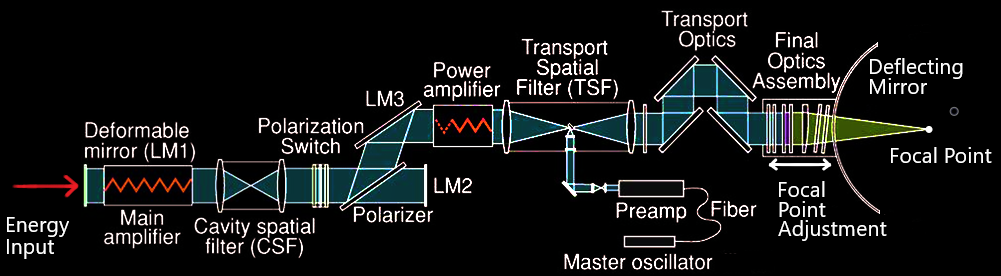 Energy
Input
Deformable
mirror (LM1)
Main
amplifier
Cavity spatial
filter (CSF)
Polarization
Switch
LM3
Polarizer
LM2
Power
amplifier
Transport
Spatial
Filter (TSF)
Preamp
Fiber
Master oscillator
Transport
Optics
Final
Optics
Assembly
Focal
Point
Adjustment
Deflecting
Mirror
Focal Point